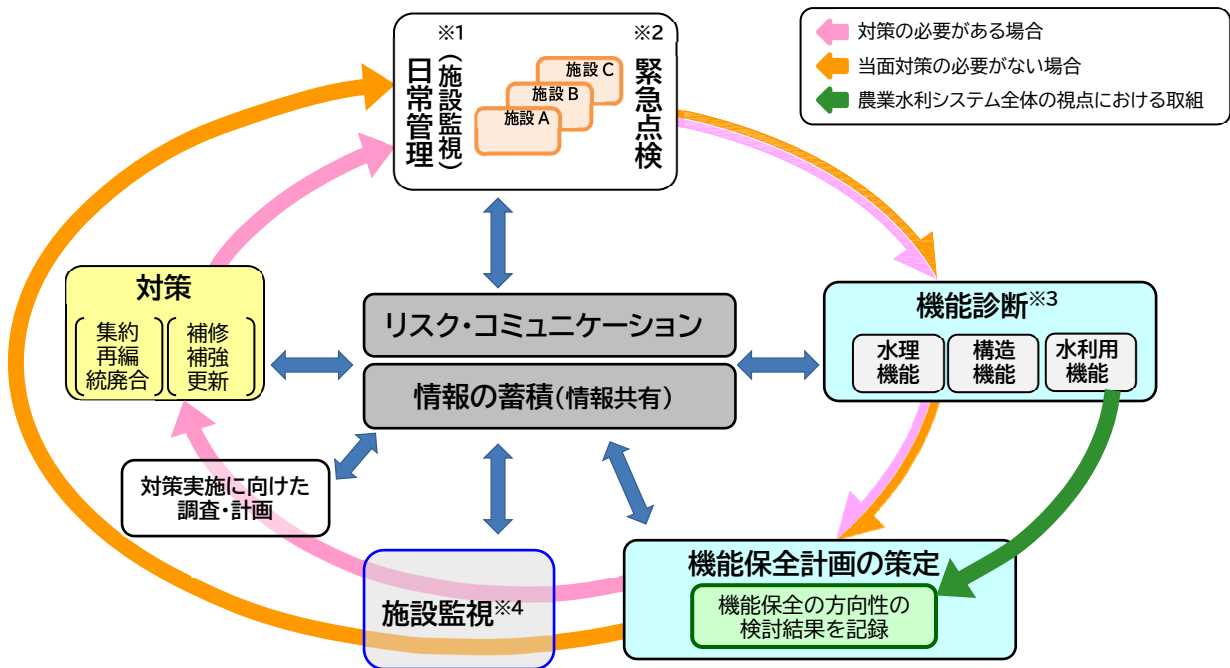 対策の必要がある場合
当面対策の必要がない場合
農業水利システム全体の視点における取組
※1
日常管理
(施設監視)
施設A
施設B
施設C
※2
緊急点検
対策
集約
再編
統廃合
補修
補強
更新
リスク・コミュニケーション
情報の蓄積(情報共有)
機能診断※3
水理
機能
構造
機能
水利用
機能
対策実施に向けた
調査・計画
施設監視※4
機能保全計画の策定
機能保全の方向性の
検討結果を記録